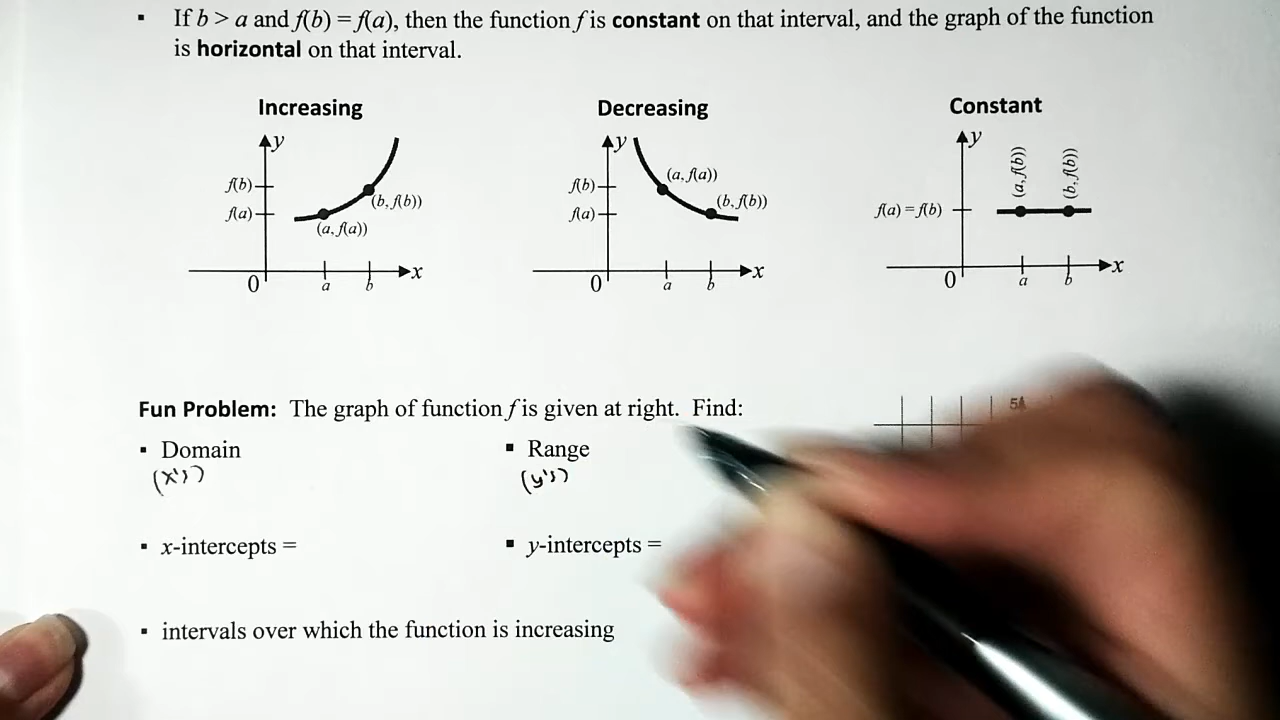 ▪ If b > a and f(b) = f(a), then the function f is constant on that interval, and the graph of the function
is horizontal on that interval.
Increasing
y
f(b)
f(a)
(b, f(b))
(a, f(a))
0
a
b
x
Decreasing
y
f(b)
f(a)
(a, f(a))
(b, f(b))
0
a
b
x
Constant
y
(a, f(b))
(b, f(b))
f(a) = f(b)
0
a
b
x
Fun Problem: The graph of function f is given at right. Find:
5
▪ Domain
(x's)
▪ Range
(y's)
▪ x-intercepts =
▪ y-intercepts =
▪ intervals over which the function is increasing